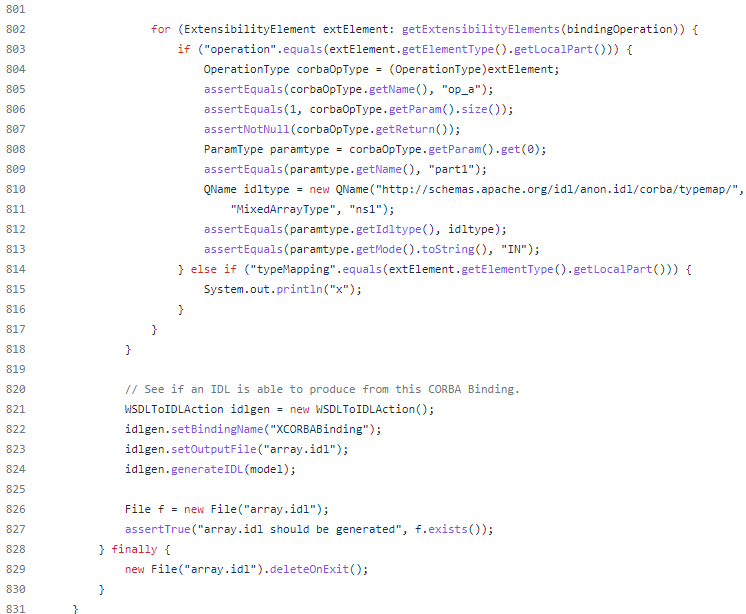 801
802 for (ExtensibilityElement extElement: getExtensibilityElements(bindingOperation)) {
803 if ("operation".equals(extElement.getElementType().getLocalPart())) {
804 OperationType corbaOpType = (OperationType)extElement;
805 assertEquals(corbaOpType.getName(), "op_a");
806 assertEquals(1, corbaOpType.getParam().size());
807 assertNotNull(corbaOpType.getReturn());
808 ParamType paramtype = corbaOpType.getParam().get(0);
809 assertEquals(paramtype.getName(), "part1");
810 QName idltype = new QName("http://schemas.apache.org/idl/anon.idl/corba/typemap/",
811 "MixedArrayType", "ns1");
812 assertEquals(paramtype.getIdltype(), idltype);
813 assertEquals(paramtype.getMode().toString(), "IN");
814 } else if ("typeMapping".equals(extElement.getElementType().getLocalPart())) {
815 System.out.println("x");
816 }
817 }
818 }
819
820 // See if an IDL is able to produce from this CORBA Binding.
821 WSDLToIDLAction idlgen = new WSDLToIDLAction();
822 idlgen.setBindingName("XCORBABinding");
823 idlgen.setOutputFile("array.idl");
824 idlgen.generateIDL(model);
825
826 File f = new File("array.idl");
827 assertTrue("array.idl should be generated", f.exists());
828 } finally {
829 new File("array.idl").deleteOnExit();
830 }
831 }